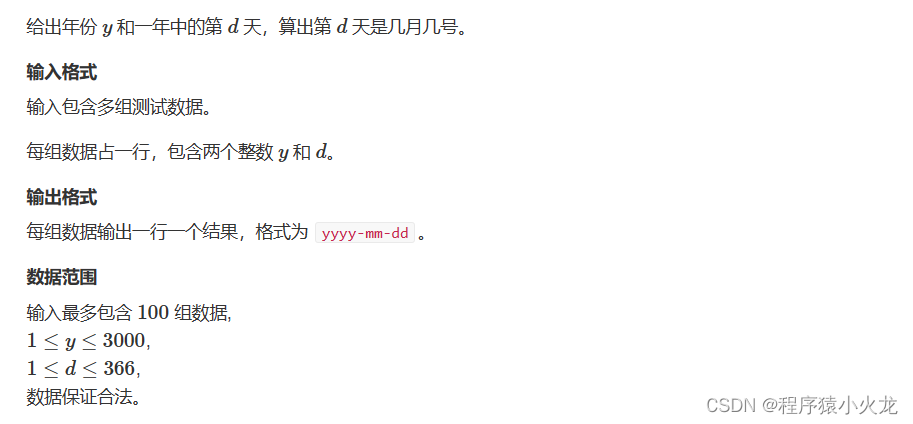 给出年份 y 和一年中的第 d 天，算出第 d 天是几月几号。
输入格式
输入包含多组测试数据。
每组数据占一行，包含两个整数 y 和 d。
输出格式
每组数据输出一行一个结果，格式为 yyyy-mm-dd 。
数据范围
输入最多包含 100 组数据,
1 ≤ y ≤ 3000，
1 ≤ d ≤ 366，
数据保证合法。
CSDN @程序猿小火龙